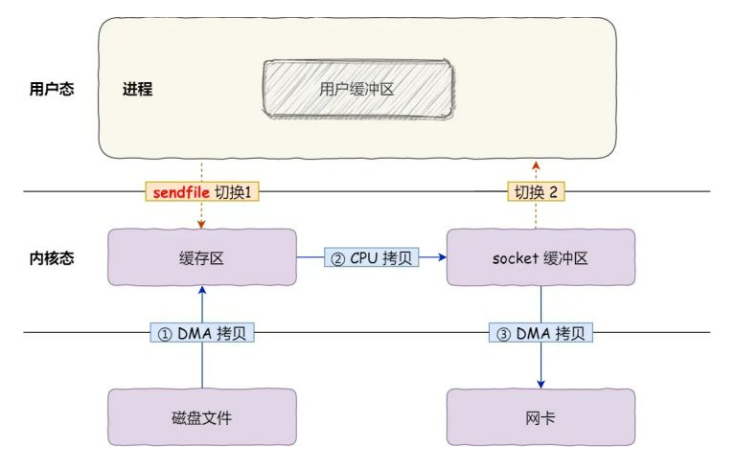 用户态
进程
用户缓冲区
sendfile 切换1
切换 2
内核态
缓存区
② CPU 拷贝
socket 缓冲区
① DMA 拷贝
③ DMA 拷贝
磁盘文件
网卡